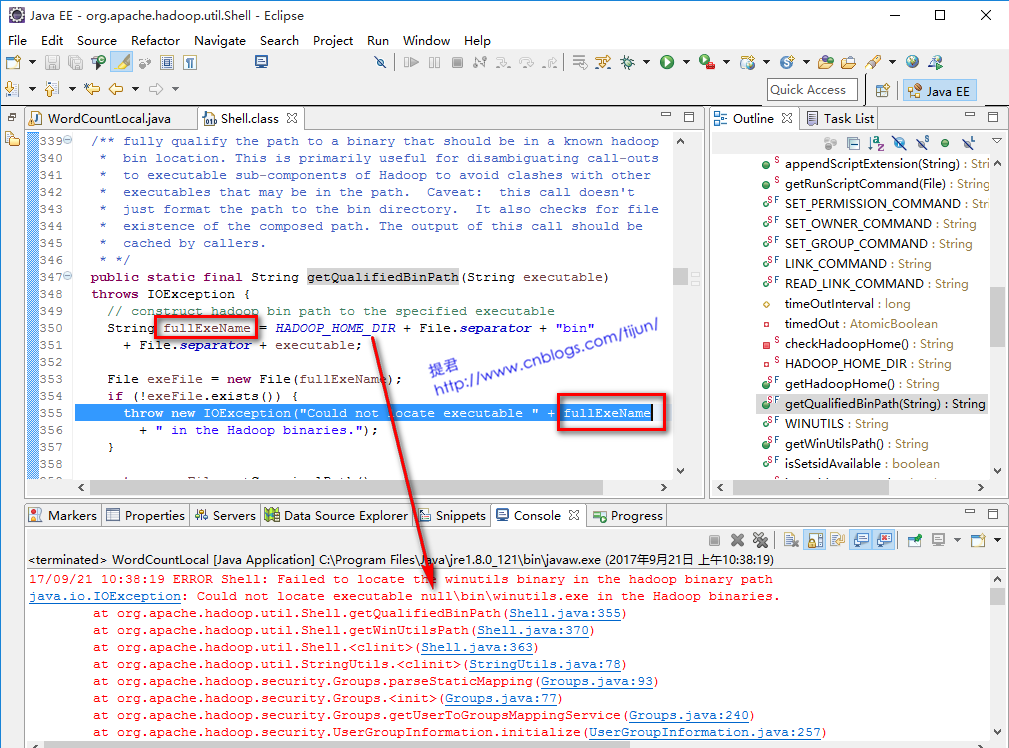 Java EE - org.apache.hadoop.util.Shell - Eclipse
File Edit Source Refactor Navigate Search Project Run Window Help
Quick Access
Java EE
WordCountLocal.java
Shell.class
339 /** fully qualify the path to a binary that should be in a known hadoop
340 * bin location. This is primarily useful for disambiguating call-outs
341 * to executable sub-components of Hadoop to avoid clashes with other
342 * executables that may be in the path. Caveat: this call doesn't
343 * just format the path to the bin directory. It also checks for file
344 * existence of the composed path. The output of this call should be
345 * cached by callers.
346 * */
347 public static final String getQualifiedBinPath(String executable)
348 throws IOException {
349 // construct hadoop bin path to the specified executable
350 String fullExeName = HADOOP_HOME_DIR + File.separator + "bin"
351 + File.separator + executable;
352
353 File exeFile = new File(fullExeName);
354 if (!exeFile.exists()) {
355 throw new IOException("Could not locate executable " + fullExeName
356 + " in the Hadoop binaries.");
357 }
358
提君
http://www.cnblogs.com/tijun/
Outline
Task List
appendScriptExtension(String) : Stri
getRunScriptCommand(File) : String
SET_PERMISSION_COMMAND : Str
SET_OWNER_COMMAND : String
SET_GROUP_COMMAND : String
LINK_COMMAND : String
READ_LINK_COMMAND : String
timeOutInterval : long
timedOut : AtomicBoolean
checkHadoopHome() : String
HADOOP_HOME_DIR : String
getHadoopHome() : String
getQualifiedBinPath(String) : String
WINUTILS : String
getWinUtilsPath() : String
isSetsidAvailable : boolean
Markers
Properties
Servers
Data Source Explorer
Snippets
Console
Progress
<terminated> WordCountLocal [Java Application] C:\Program Files\Java\jre1.8.0_121\bin\javaw.exe (2017年9月21日 上午10:38:19)
17/09/21 10:38:19 ERROR Shell: Failed to locate the winutils binary in the hadoop binary path
java.io.IOException: Could not locate executable null\bin\winutils.exe in the Hadoop binaries.
at org.apache.hadoop.util.Shell.getQualifiedBinPath(Shell.java:355)
at org.apache.hadoop.util.Shell.getWinUtilsPath(Shell.java:370)
at org.apache.hadoop.util.Shell.<clinit>(Shell.java:363)
at org.apache.hadoop.util.StringUtils.<clinit>(StringUtils.java:78)
at org.apache.hadoop.security.Groups.parseStaticMapping(Groups.java:93)
at org.apache.hadoop.security.Groups.<init>(Groups.java:77)
at org.apache.hadoop.security.Groups.getUserToGroupsMappingService(Groups.java:240)
at org.apache.hadoop.security.UserGroupInformation.initialize(UserGroupInformation.java:257)